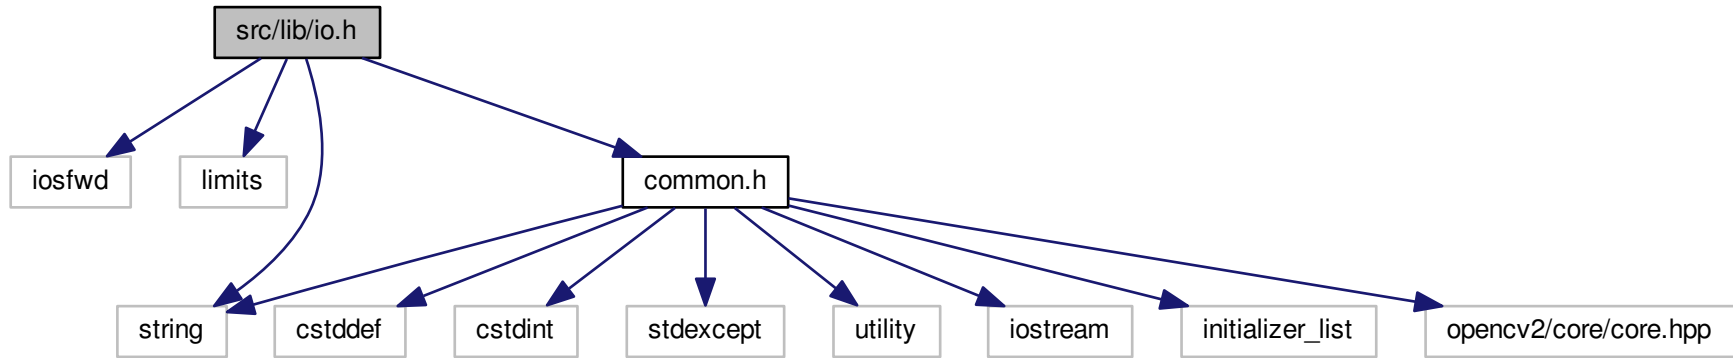 src/lib/io.h
iosfwd
limits
common.h
string
cstddef
cstdint
stdexcept
utility
iostream
initializer_list
opencv2/core/core.hpp